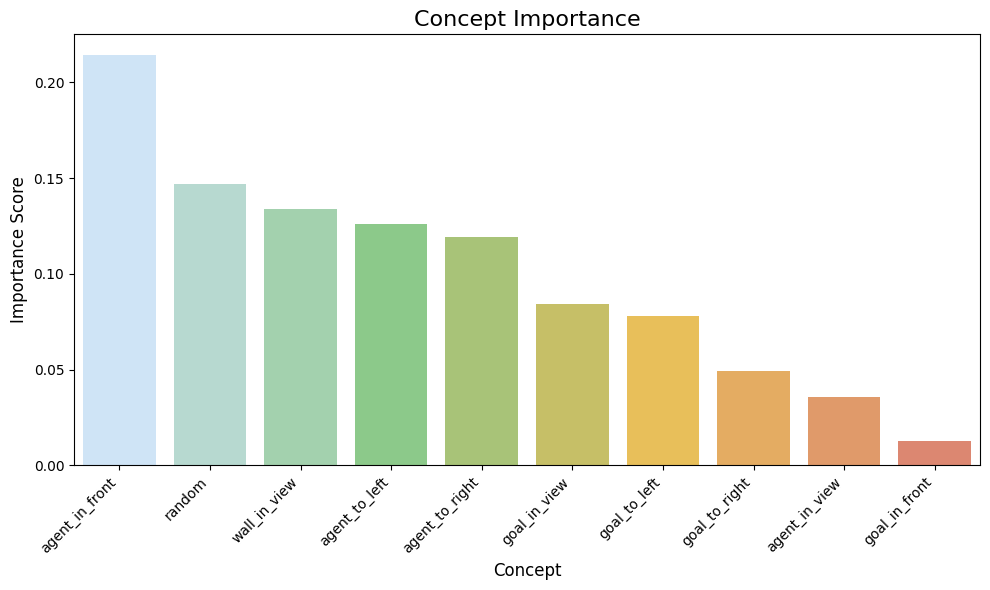 Concept Importance
Importance Score
0.20
0.15
0.10
0.05
0.00
agent_in_front
random
wall_in_view
agent_to_left
agent_to_right
goal_in_view
goal_to_left
goal_to_right
agent_in_view
goal_in_front
Concept